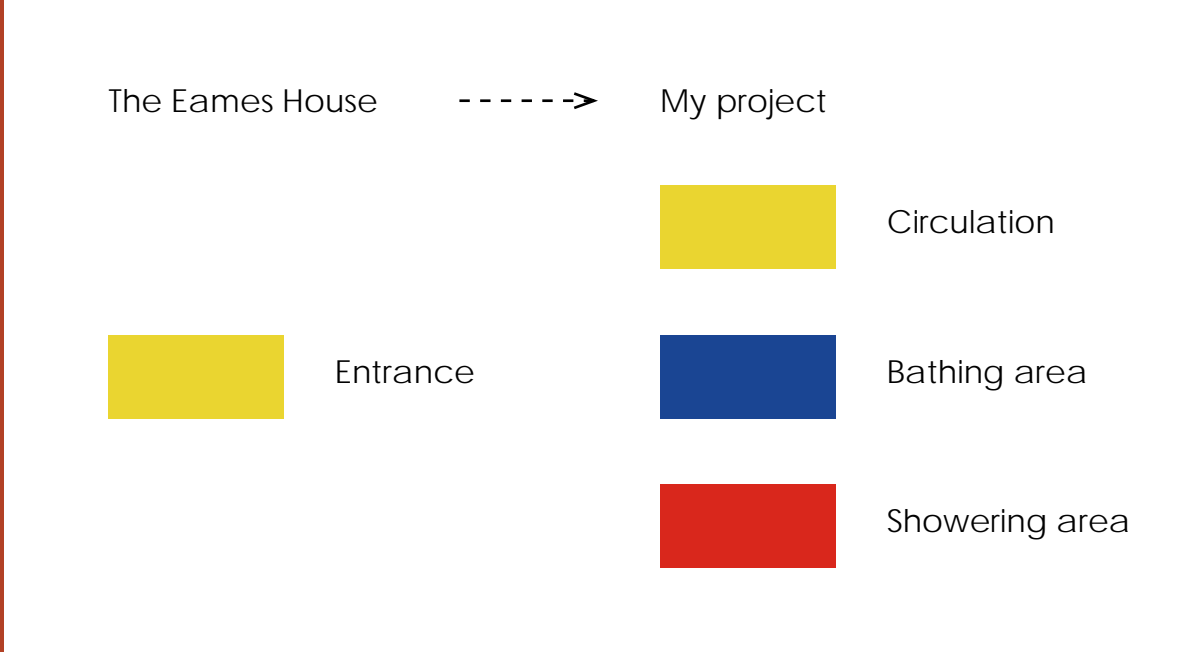 The Eames House
My project
Circulation
Entrance
Bathing area
Showering area